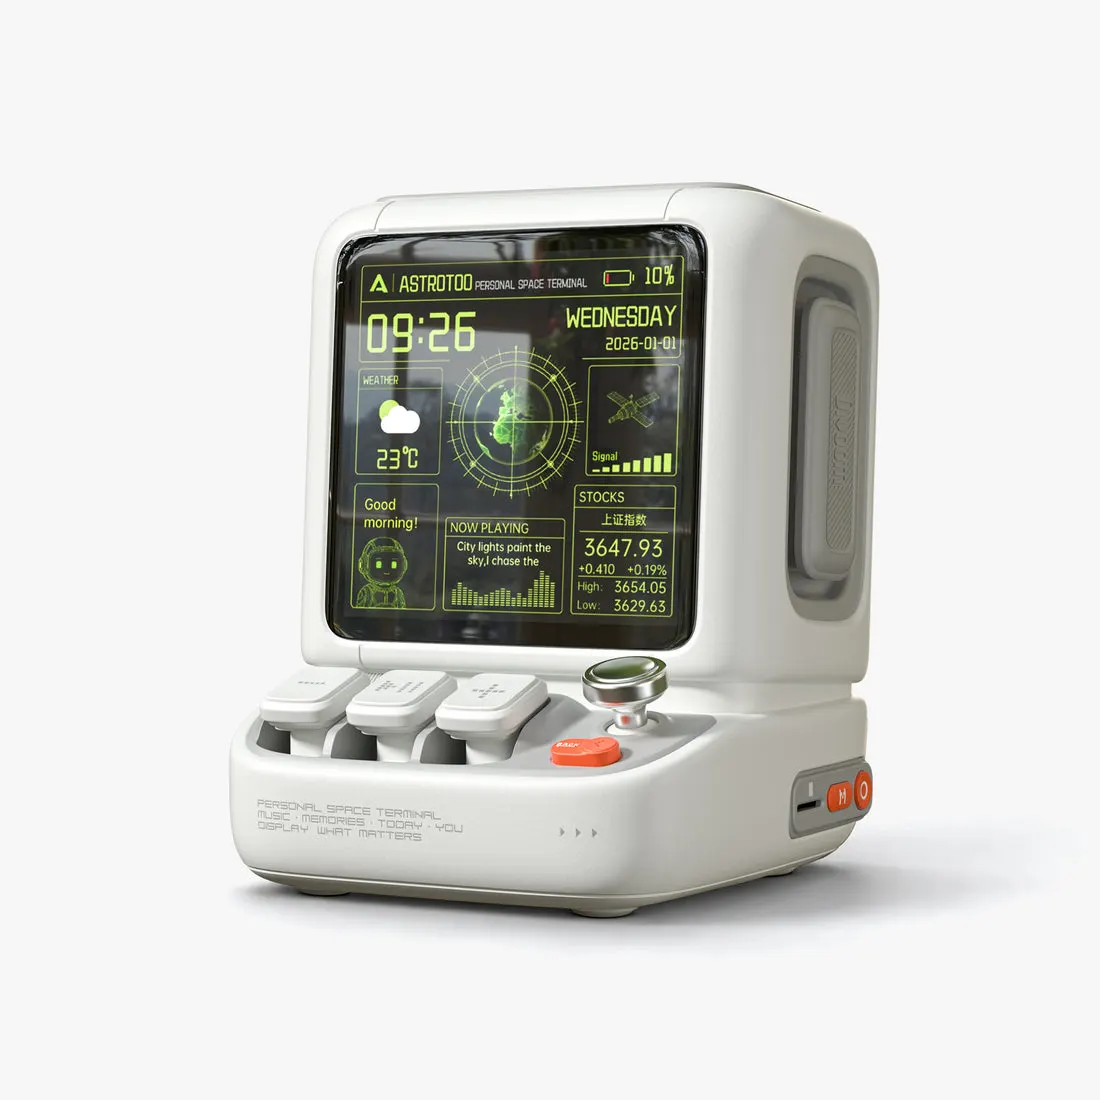 ASTROTOO PERSONAL SPACE TERMINAL 10%
09:26
WEDNESDAY
2026-01-01
WEATHER
23°C
Signal
Good
morning!
NOW PLAYING
City lights paint the
sky,I chase the
STOCKS
上证指数
3647.93
+0.410 +0.19%
High: 3654.05
Low: 3629.63
Divoom
BACK
M
PERSONAL SPACE TERMINAL
MUSIC · MEMORIES · TODAY · YOU
DISPLAY WHAT MATTERS